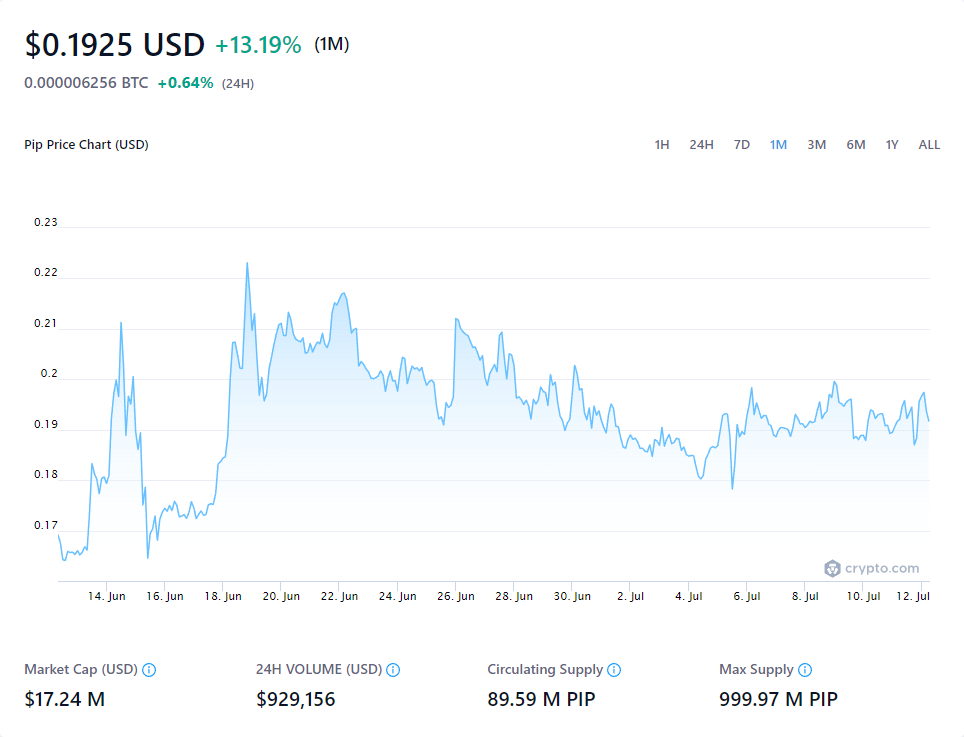 $0.1925 USD +13.19% (1M)
0.000006256 BTC +0.64% (24H)
Pip Price Chart (USD) 1H 24H 7D 1M 3M 6M 1Y ALL
0.23
0.22
0.21
0.2
0.19
0.18
0.17
crypto.com
14. Jun 16. Jun 18. Jun 20. Jun 22. Jun 24. Jun 26. Jun 28. Jun 30. Jun 2. Jul 4. Jul 6. Jul 8. Jul 10. Jul 12. Jul
Market Cap (USD) 24H VOLUME (USD) Circulating Supply Max Supply
$17.24 M $929,156 89.59 M PIP 999.97 M PIP